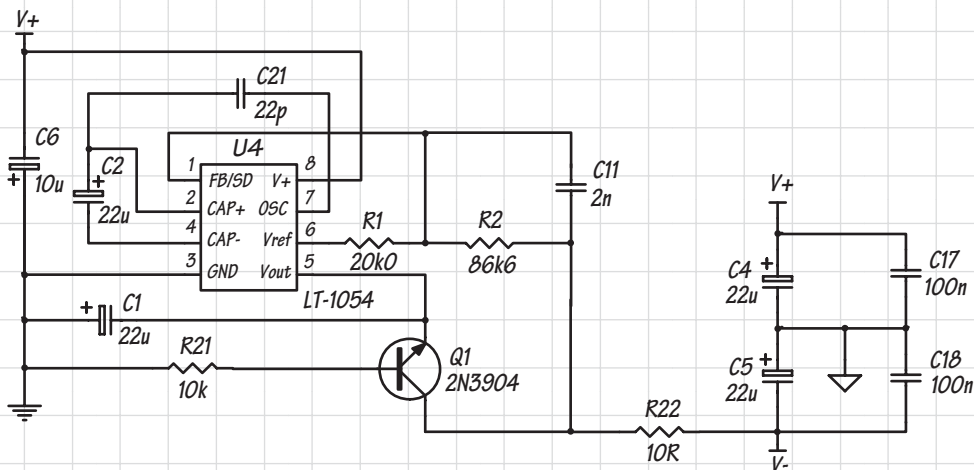 V+
C21
22p
C6
10u
+
C2
+
22u
U4
1
FB/SD
V+
8
2
CAP+
OSC
7
4
CAP-
Vref
6
3
GND
Vout
5
LT-1054
R1
20k0
R2
86k6
C11
2n
C1
+
22u
R21
10k
Q1
2N3904
R22
10R
V+
C4
+
22u
C17
100n
C5
+
22u
C18
100n
V-